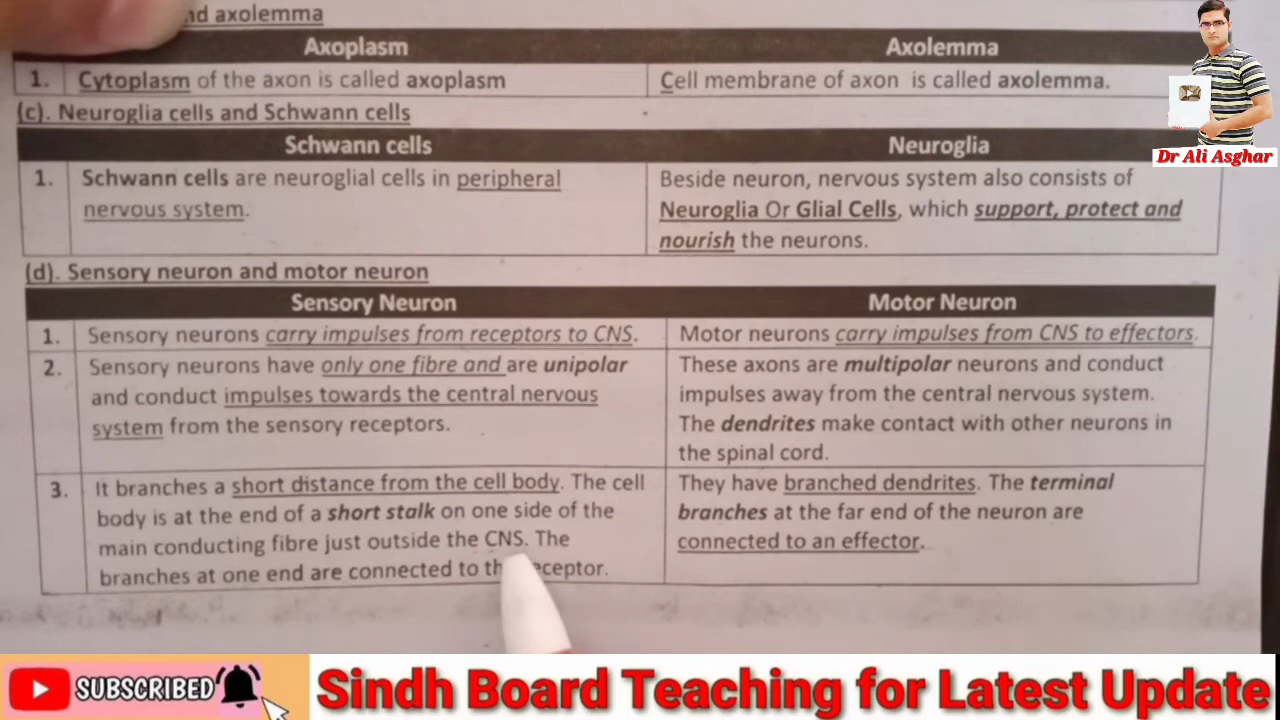 nd axolemma
Axoplasm Axolemma
1. Cytoplasm of the axon is called axoplasm Cell membrane of axon is called axolemma.
(c). Neuroglia cells and Schwann cells
Schwann cells Neuroglia
1. Schwann cells are neuroglial cells in peripheral
nervous system.
Beside neuron, nervous system also consists of
Neuroglia Or Glial Cells, which support, protect and
nourish the neurons.
(d). Sensory neuron and motor neuron
Sensory Neuron Motor Neuron
1. Sensory neurons carry impulses from receptors to CNS. Motor neurons carry impulses from CNS to effectors.
2. Sensory neurons have only one fibre and are unipolar
and conduct impulses towards the central nervous
system from the sensory receptors.
These axons are multipolar neurons and conduct
impulses away from the central nervous system.
The dendrites make contact with other neurons in
the spinal cord.
3. It branches a short distance from the cell body. The cell
body is at the end of a short stalk on one side of the
main conducting fibre just outside the CNS. The
branches at one end are connected to the receptor.
They have branched dendrites. The terminal
branches at the far end of the neuron are
connected to an effector.
Dr Ali Asghar
SUBSCRIBED
Sindh Board Teaching for Latest Update